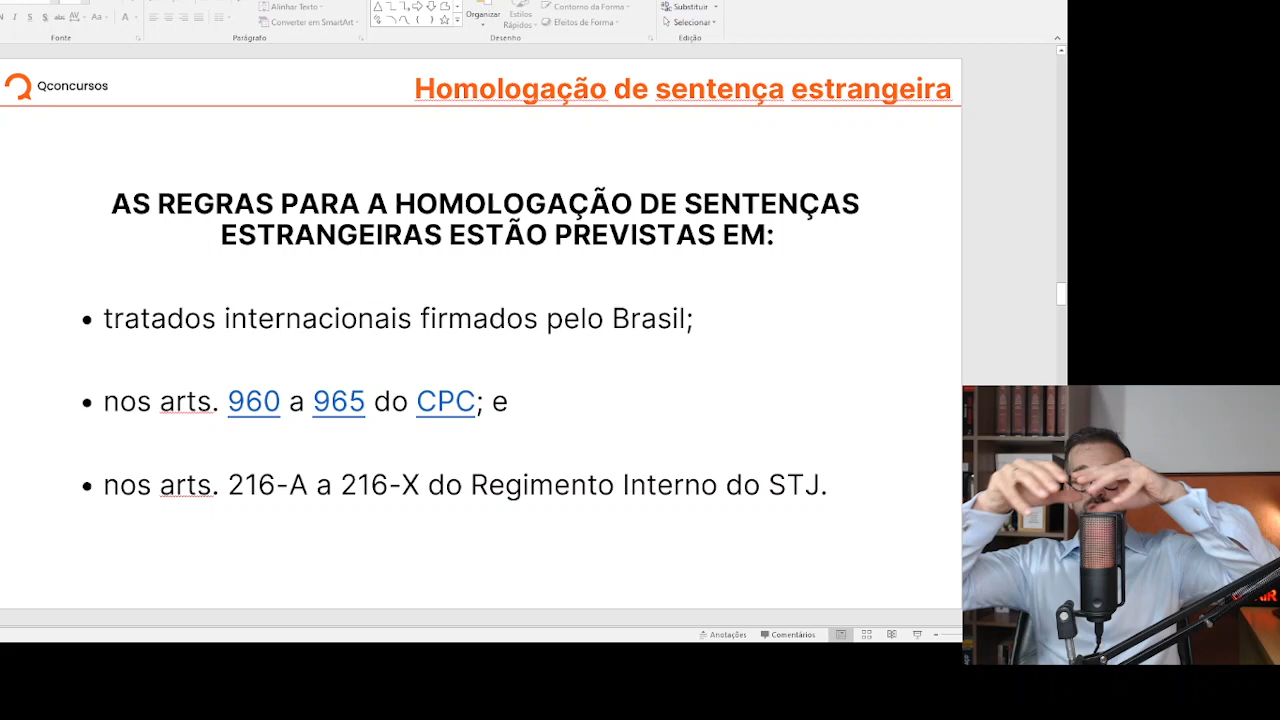 Alinhar Texto
Substituir
Organizar
Estilos
Rápidos
Contorno da Forma
Efeitos de Forma
Converter em SmartArt
Selecionar
Fonte
Parágrafo
Desenho
Edição
Qconcursos
Homologação de sentença estrangeira
AS REGRAS PARA A HOMOLOGAÇÃO DE SENTENÇAS
ESTRANGEIRAS ESTÃO PREVISTAS EM:
• tratados internacionais firmados pelo Brasil;
• nos arts. 960 a 965 do CPC; e
• nos arts. 216-A a 216-X do Regimento Interno do STJ.
Anotações
Comentários